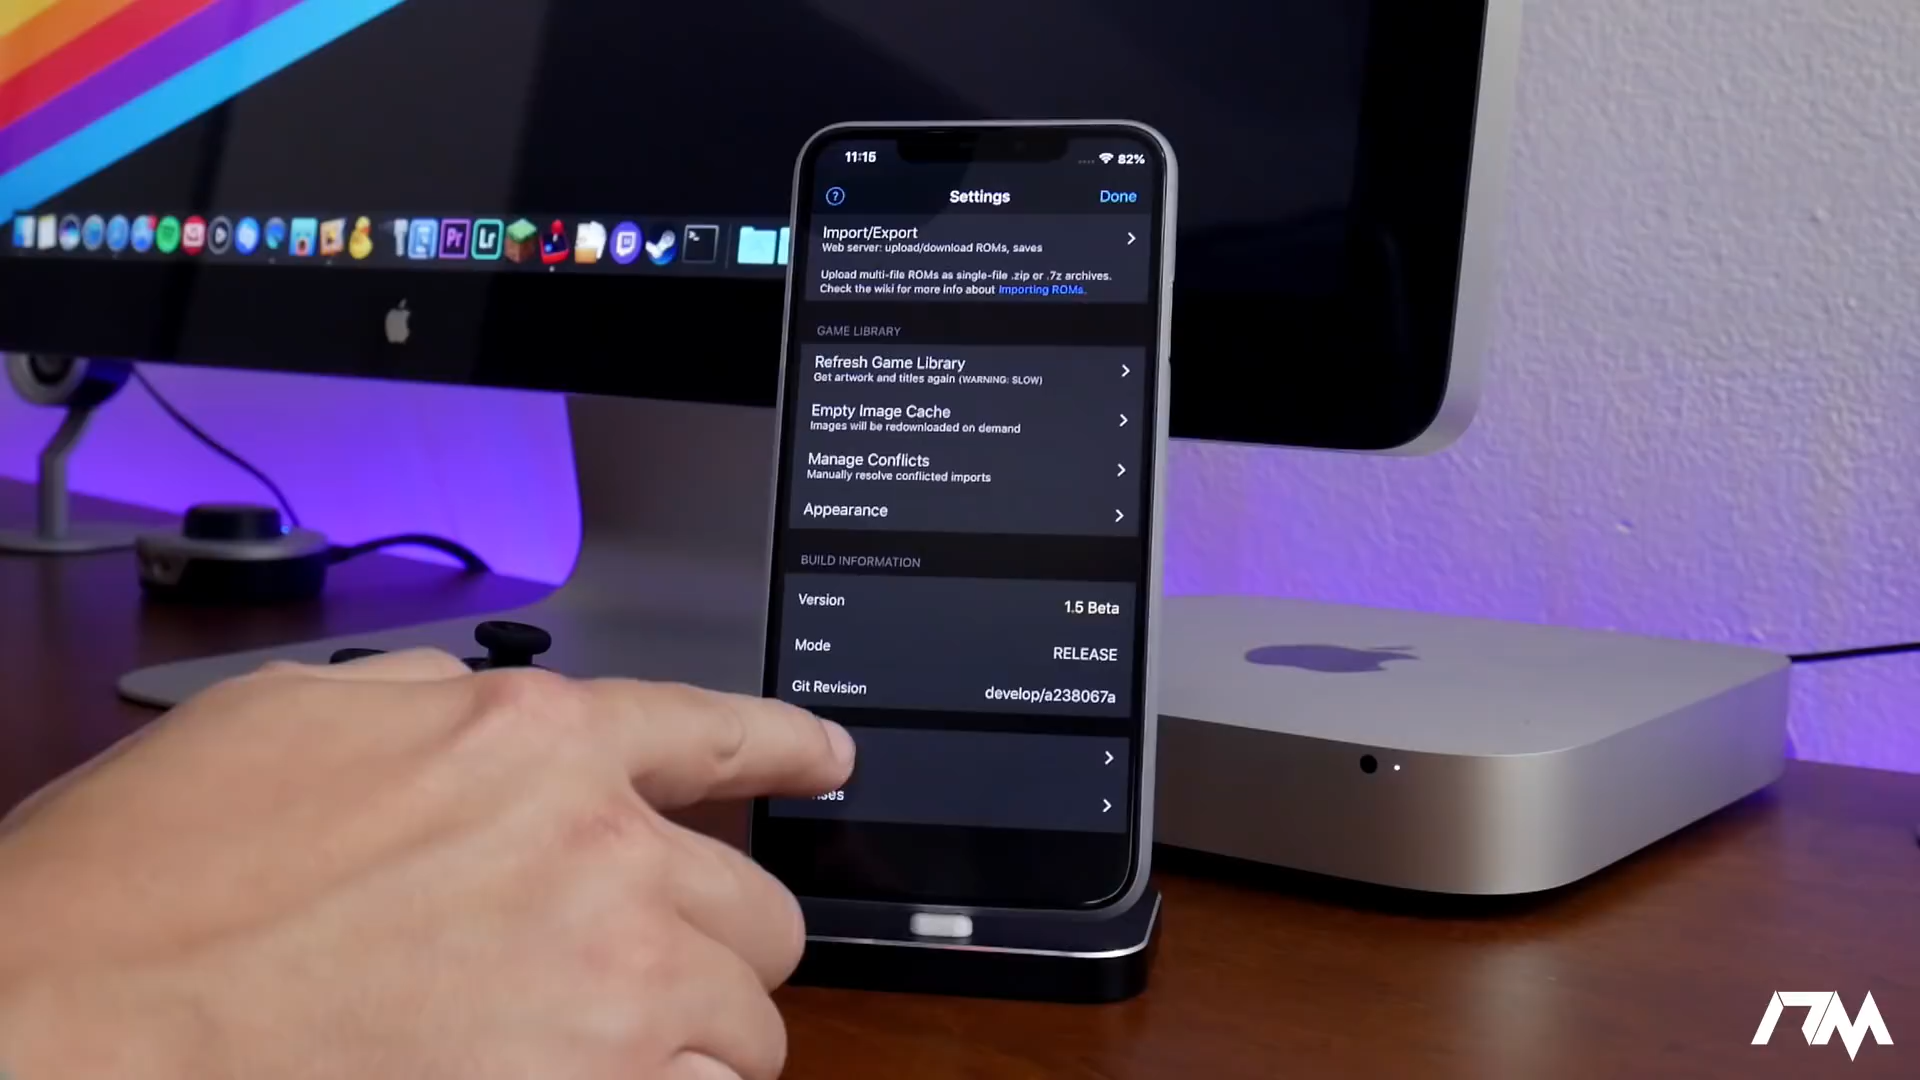 11:15
82%
Settings
Done
Import/Export
Web server: upload/download ROMs, saves
Upload multi-file ROMs as single-file .zip or .7z archives.
Check the wiki for more info about Importing ROMs.
GAME LIBRARY
Refresh Game Library
Get artwork and titles again (WARNING: SLOW)
Empty Image Cache
Images will be redownloaded on demand
Manage Conflicts
Manually resolve conflicted imports
Appearance
BUILD INFORMATION
Version
1.5 Beta
Mode
RELEASE
Git Revision
develop/a238067a
Pr
Lr